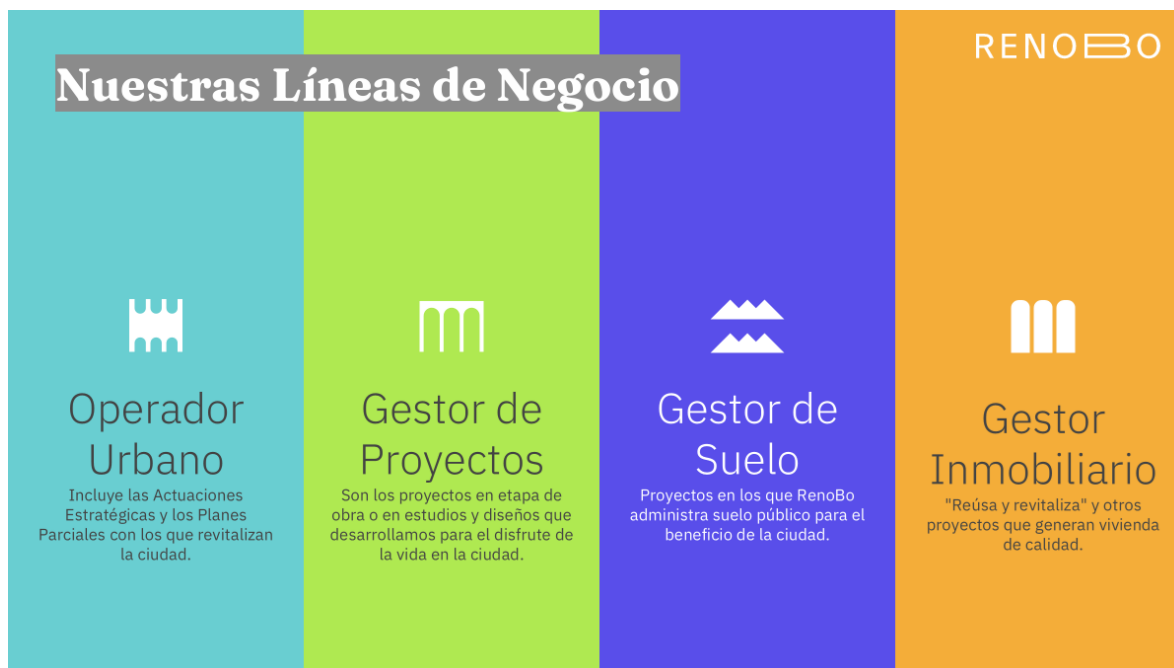 RENOBO
Nuestras Líneas de Negocio
Operador
Urbano
Incluye las Actuaciones
Estratégicas y los Planes
Parciales con los que revitalizan
la ciudad.
Gestor de
Proyectos
Son los proyectos en etapa de
obra o en estudios y diseños que
desarrollamos para el disfrute de
la vida en la ciudad.
Gestor de
Suelo
Proyectos en los que RenoBo
administra suelo público para el
beneficio de la ciudad.
Gestor
Inmobiliario
"Reúsa y revitaliza" y otros
proyectos que generan vivienda
de calidad.